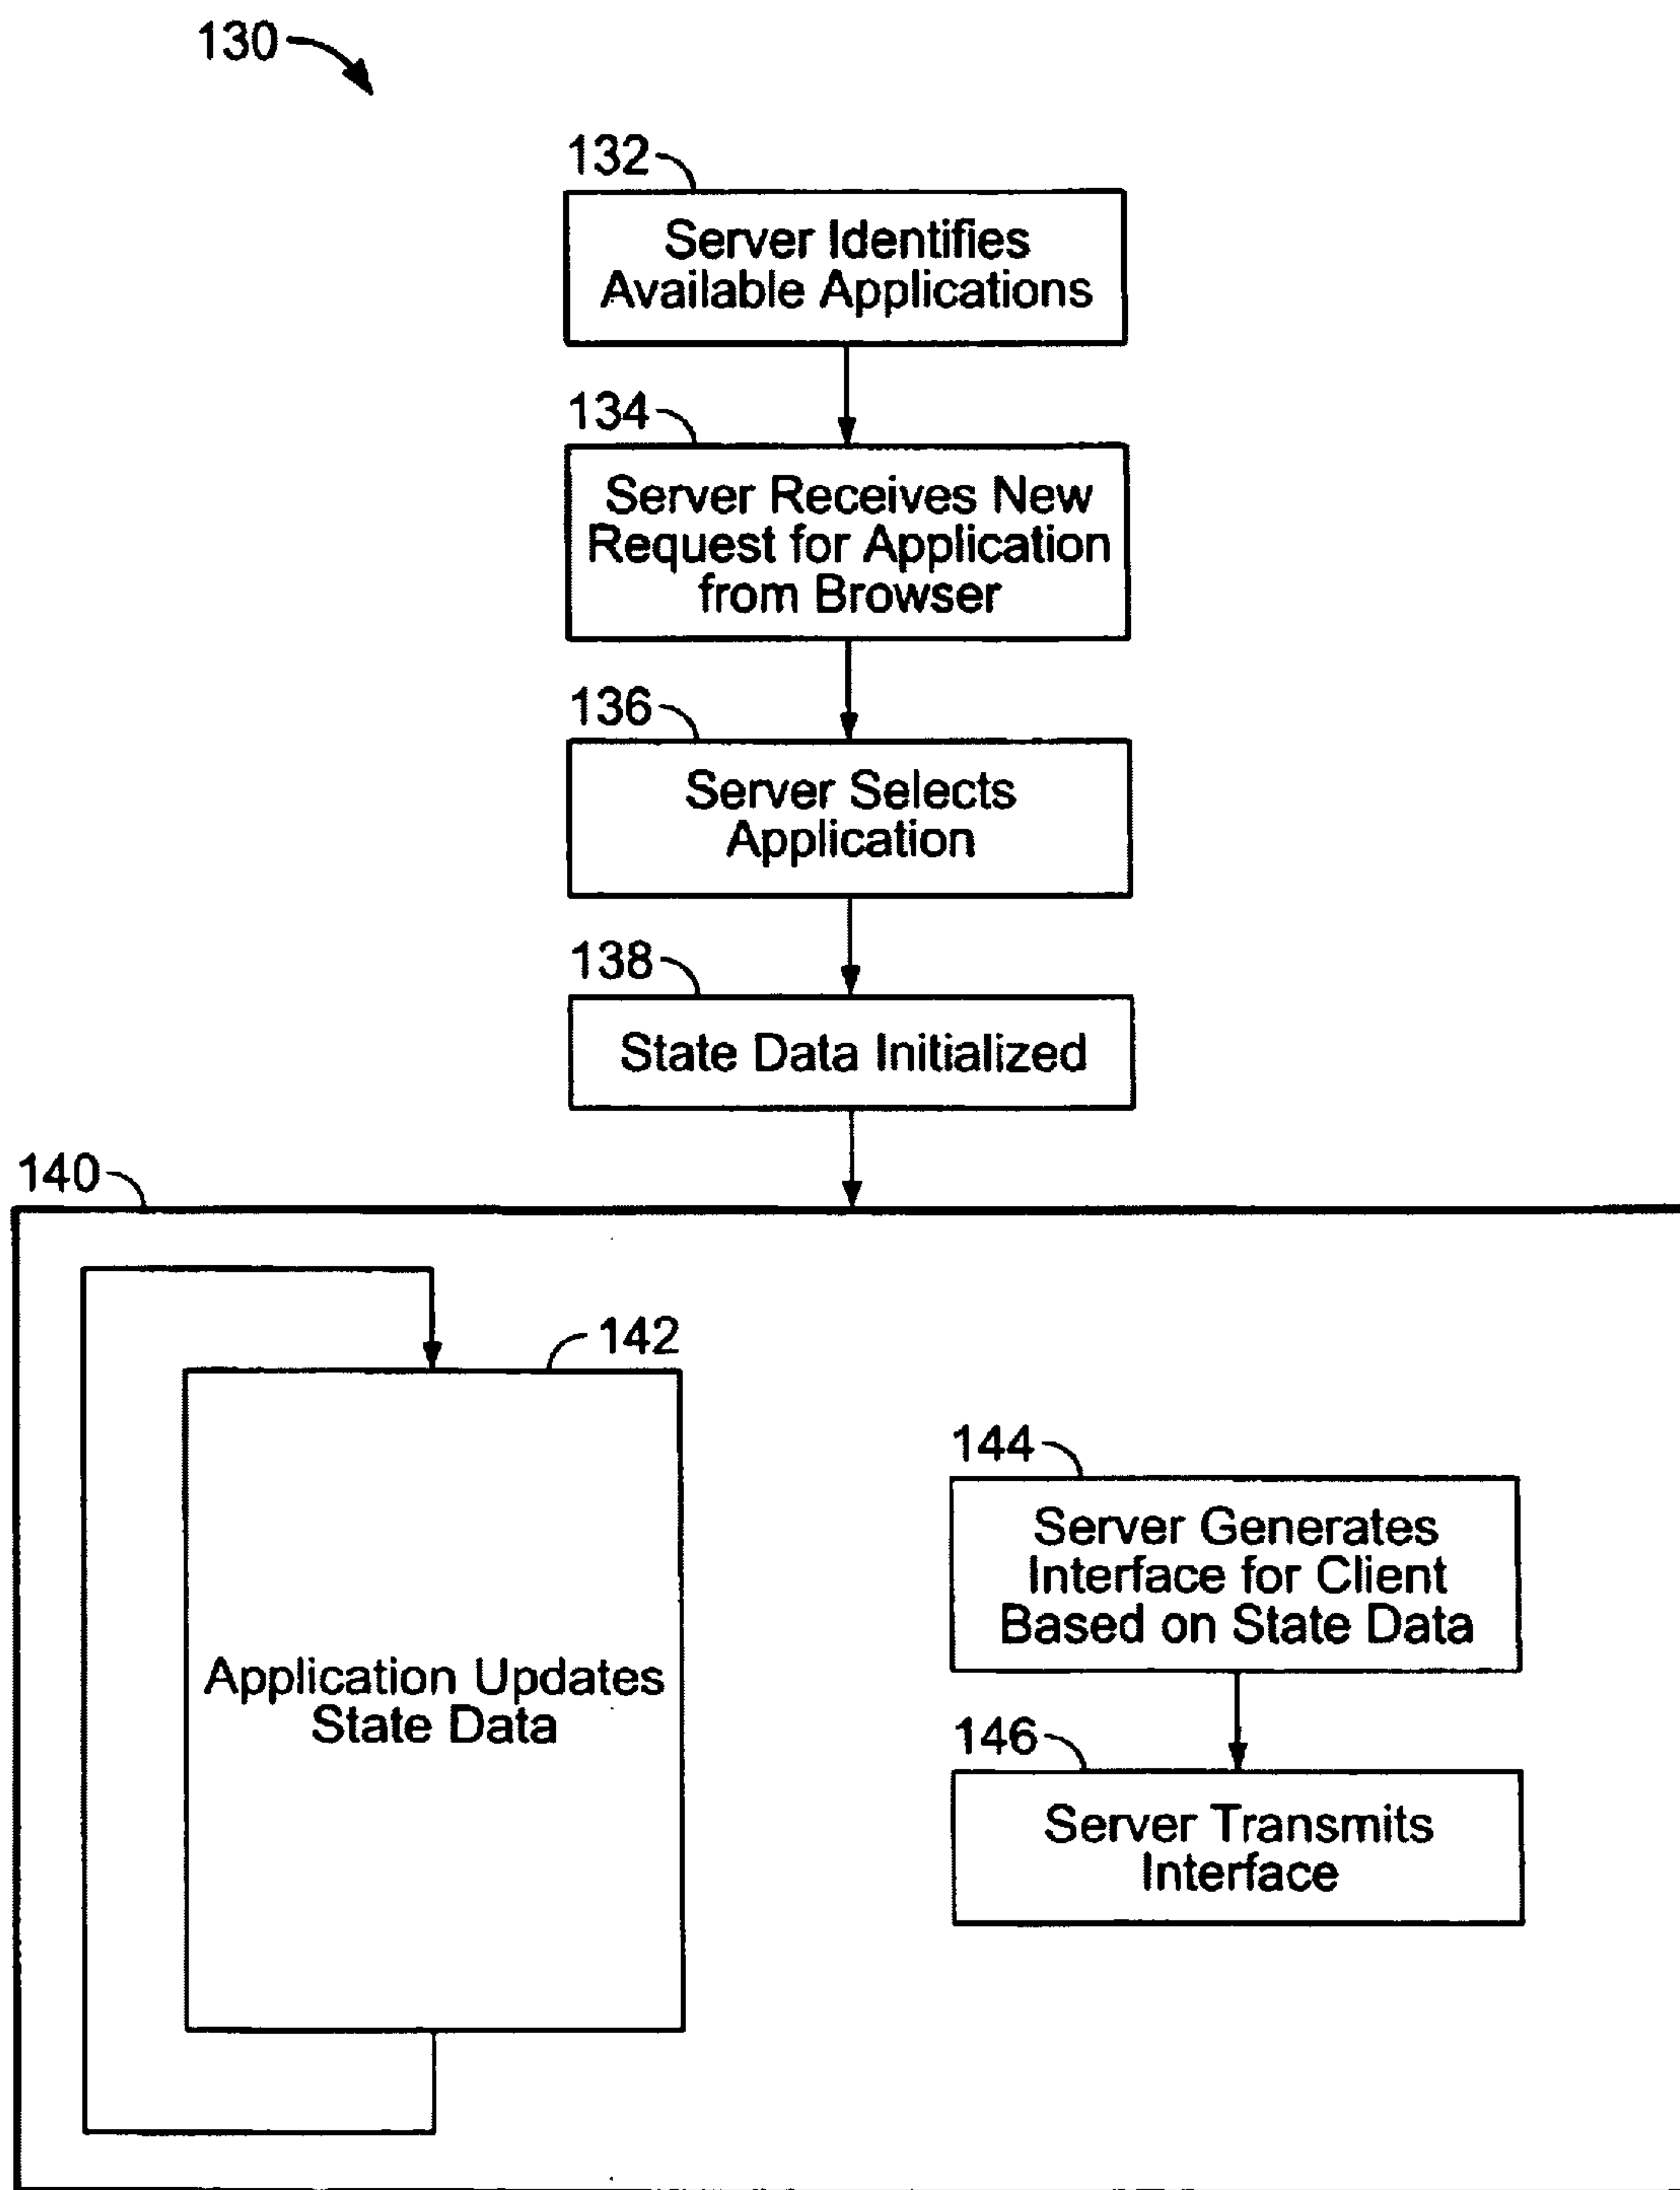 130
132
Server Identifies
Available Applications
134
Server Receives New
Request for Application
from Browser
136
Server Selects
Application
138
State Data Initialized
140
142
Application Updates
State Data
144
Server Generates
Interface for Client
Based on State Data
146
Server Transmits
Interface